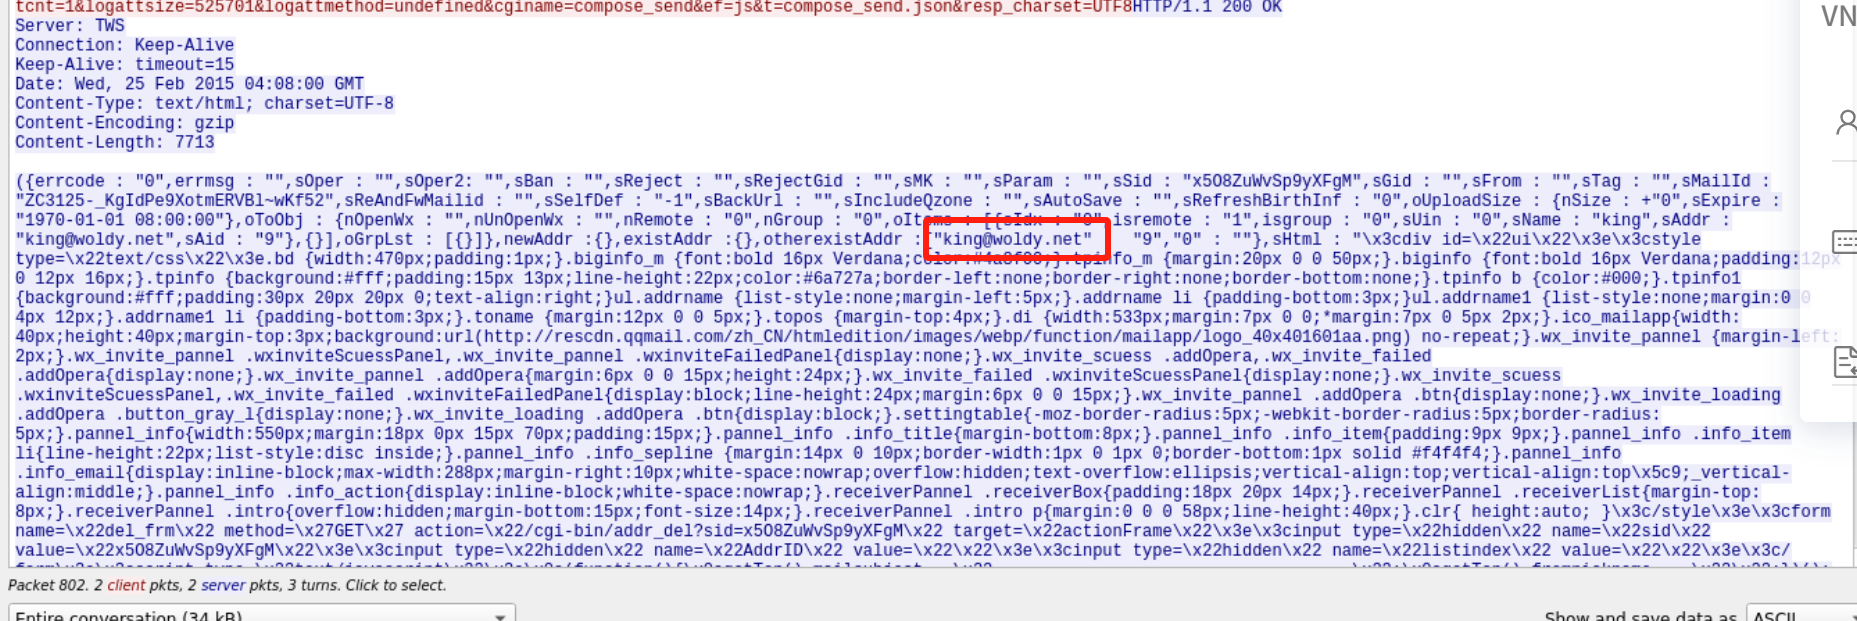 tcnt=1&logattsize=525701&logattmethod=undefined&cginame=compose_send&ef=js&t=compose_send.json&resp_charset=UTF8HTTP/1.1 200 OK
VN
Server: TWS
Connection: Keep-Alive
Keep-Alive: timeout=15
Date: Wed, 25 Feb 2015 04:08:00 GMT
Content-Type: text/html; charset=UTF-8
Content-Encoding: gzip
Content-Length: 7713
({errcode : "0",errmsg : "",sOper : "",sOper2: "",sBan : "",sReject : "",sRejectGid : "",sMK : "",sParam : "",sSid : "x5O8ZuWvSp9yXFgM",sGid : "",sFrom : "",sTag : "",sMailId :
"ZC3125-_KgIdPe9XotmERVBl~wKf52",sReAndFwMailid : "",sSelfDef : "-1",sBackUrl : "",sIncludeQzone : "",sAutoSave : "",sRefreshBirthInf : "0",oUploadSize : {nSize : +"0",sExpire :
"1970-01-01 08:00:00"},oToObj : {nOpenWx : "",nUnOpenWx : "",nRemote : "0",nGroup : "0",oItems : [{sIdx : "0" isremote : "1",isgroup : "0",sUin : "0",sName : "king",sAddr :
"king@woldy.net",sAid : "9"},{}],oGrpLst : [{}]},newAddr :{},existAddr :{},otherexistAddr : "king@woldy.net" "9","0" : ""},sHtml : "\x3cdiv id=\x22ui\x22\x3e\x3cstyle
type=\x22text/css\x22\x3e.bd {width:470px;padding:1px;}.biginfo_m {font:bold 16px Verdana;color:#4a8f00;}.tpinfo_m {margin:20px 0 0 50px;}.biginfo {font:bold 16px Verdana;padding:12px
0 12px 16px;}.tpinfo {background:#fff;padding:15px 13px;line-height:22px;color:#6a727a;border-left:none;border-right:none;border-bottom:none;}.tpinfo b {color:#000;}.tpinfo1
{background:#fff;padding:30px 20px 20px 0;text-align:right;}ul.addrname {list-style:none;margin-left:5px;}.addrname li {padding-bottom:3px;}ul.addrname1 {list-style:none;margin:0 0
4px 12px;}.addrname1 li {padding-bottom:3px;}.toname {margin:12px 0 0 5px;}.topos {margin-top:4px;}.di {width:533px;margin:7px 0 0;*margin:7px 0 5px 2px;}.ico_mailapp{width:
40px;height:40px;margin-top:3px;background:url(http://rescdn.qqmail.com/zh_CN/htmledition/images/webp/function/mailapp/logo_40x401601aa.png) no-repeat;}.wx_invite_pannel {margin-left:
2px;}.wx_invite_pannel .wxinviteScuessPanel,.wx_invite_pannel .wxinviteFailedPanel{display:none;}.wx_invite_scuess .addOpera,.wx_invite_failed
.addOpera{display:none;}.wx_invite_pannel .addOpera{margin:6px 0 0 15px;height:24px;}.wx_invite_failed .wxinviteScuessPanel{display:none;}.wx_invite_scuess
.wxinviteScuessPanel,.wx_invite_failed .wxinviteFailedPanel{display:block;line-height:24px;margin:6px 0 0 15px;}.wx_invite_pannel .addOpera .btn{display:none;}.wx_invite_loading
.addOpera .button_gray_l{display:none;}.wx_invite_loading .addOpera .btn{display:block;}.settingtable{-moz-border-radius:5px;-webkit-border-radius:5px;border-radius:
5px;}.pannel_info{width:550px;margin:18px 0px 15px 70px;padding:15px;}.pannel_info .info_title{margin-bottom:8px;}.pannel_info .info_item{padding:9px 9px;}.pannel_info .info_item
li{line-height:22px;list-style:disc inside;}.pannel_info .info_sepline {margin:14px 0 10px;border-width:1px 0 1px 0;border-bottom:1px solid #f4f4f4;}.pannel_info
.info_email{display:inline-block;max-width:288px;margin-right:10px;white-space:nowrap;overflow:hidden;text-overflow:ellipsis;vertical-align:top;vertical-align:top\x5c9;_vertical-
align:middle;}.pannel_info .info_action{display:inline-block;white-space:nowrap;}.receiverPannel .receiverBox{padding:18px 20px 14px;}.receiverPannel .receiverList{margin-top:
8px;}.receiverPannel .intro{overflow:hidden;margin-bottom:15px;font-size:14px;}.receiverPannel .intro p{margin:0 0 0 58px;line-height:40px;}.clr{ height:auto; }\x3c/style\x3e\x3cform
name=\x22del_frm\x22 method=\x27GET\x27 action=\x22/cgi-bin/addr_del?sid=x5O8ZuWvSp9yXFgM\x22 target=\x22actionFrame\x22\x3e\x3cinput type=\x22hidden\x22 name=\x22sid\x22
value=\x22x5O8ZuWvSp9yXFgM\x22\x3e\x3cinput type=\x22hidden\x22 name=\x22AddrID\x22 value=\x22\x22\x3e\x3cinput type=\x22hidden\x22 name=\x22listindex\x22 value=\x22\x22\x3e\x3c/
Packet 802. 2 client pkts, 2 server pkts, 3 turns. Click to select.
Entire conversation (34 kB)
Show and save data as ASCII